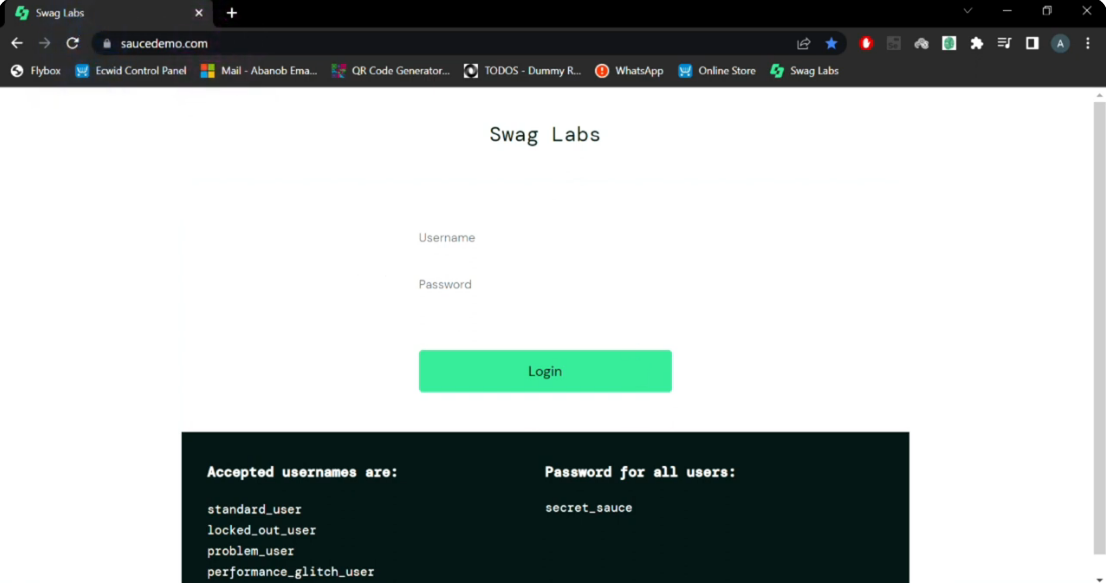 Swag Labs
saucedemo.com
Flybox Ecwid Control Panel Mail - Abanob Ema... QR Code Generator... TODOS - Dummy R... WhatsApp Online Store Swag Labs
A
Swag Labs
Username
Password
Login
Accepted usernames are:
standard_user
locked_out_user
problem_user
performance_glitch_user
Password for all users:
secret_sauce